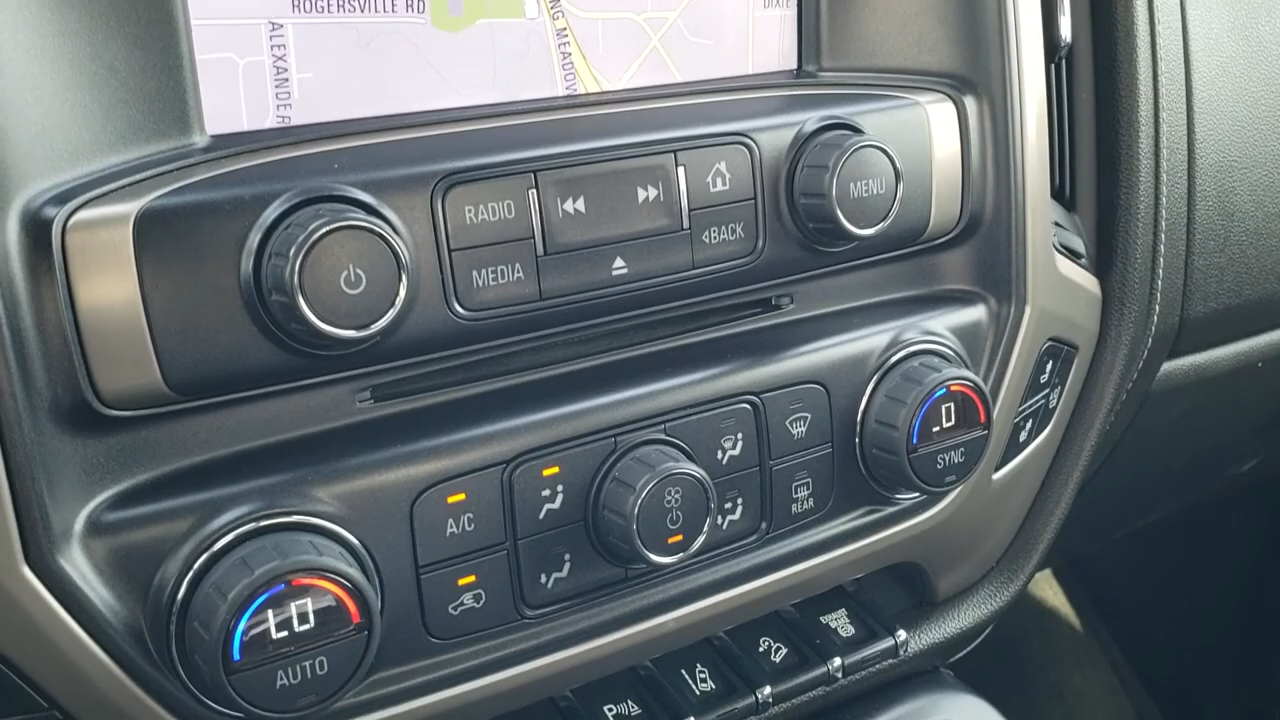 ROGERSVILLE RD
ALEXANDER
DIXIE
RADIO
MEDIA
BACK
MENU
A/C
REAR
SYNC
LO
AUTO
EXHAUST
BRAKE
P